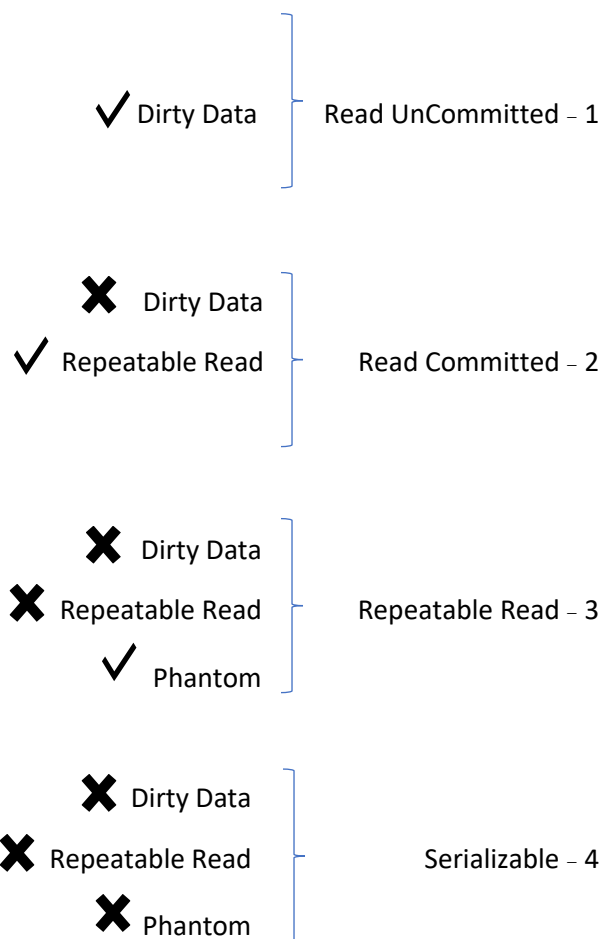 ✓ Dirty Data Read UnCommitted – 1
✖ Dirty Data
✓ Repeatable Read Read Committed – 2
✖ Dirty Data
✖ Repeatable Read Repeatable Read – 3
✓ Phantom
✖ Dirty Data
✖ Repeatable Read Serializable – 4
✖ Phantom